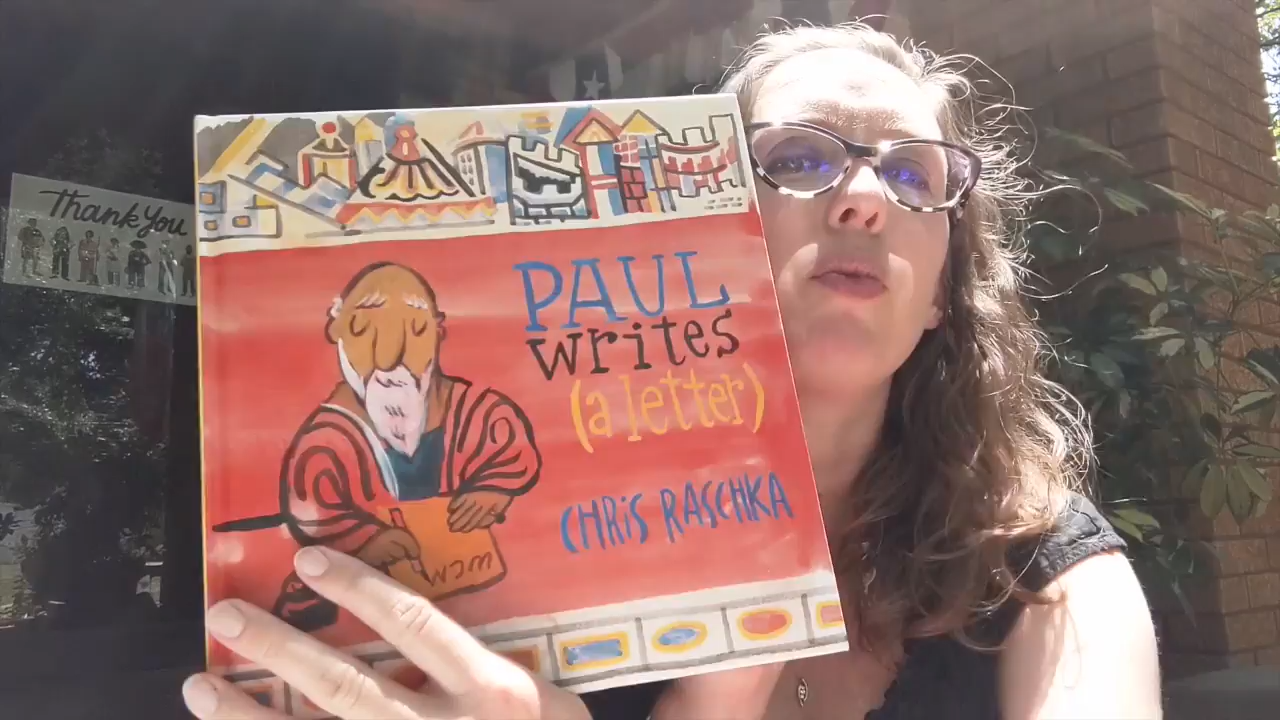 Thank You
PAUL
writes
(a letter)
CHRIS RASCHKA